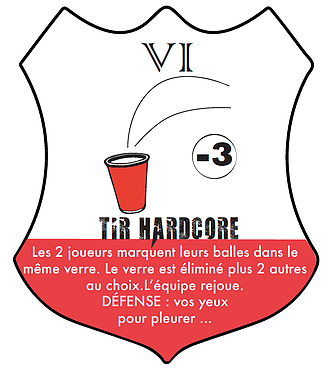 VI
-3
TIR HARDCORE
Les 2 joueurs marquent leurs balles dans le
même verre. Le verre est éliminé plus 2 autres
au choix.L'équipe rejoue.
DÉFENSE : vos yeux
pour pleurer ...